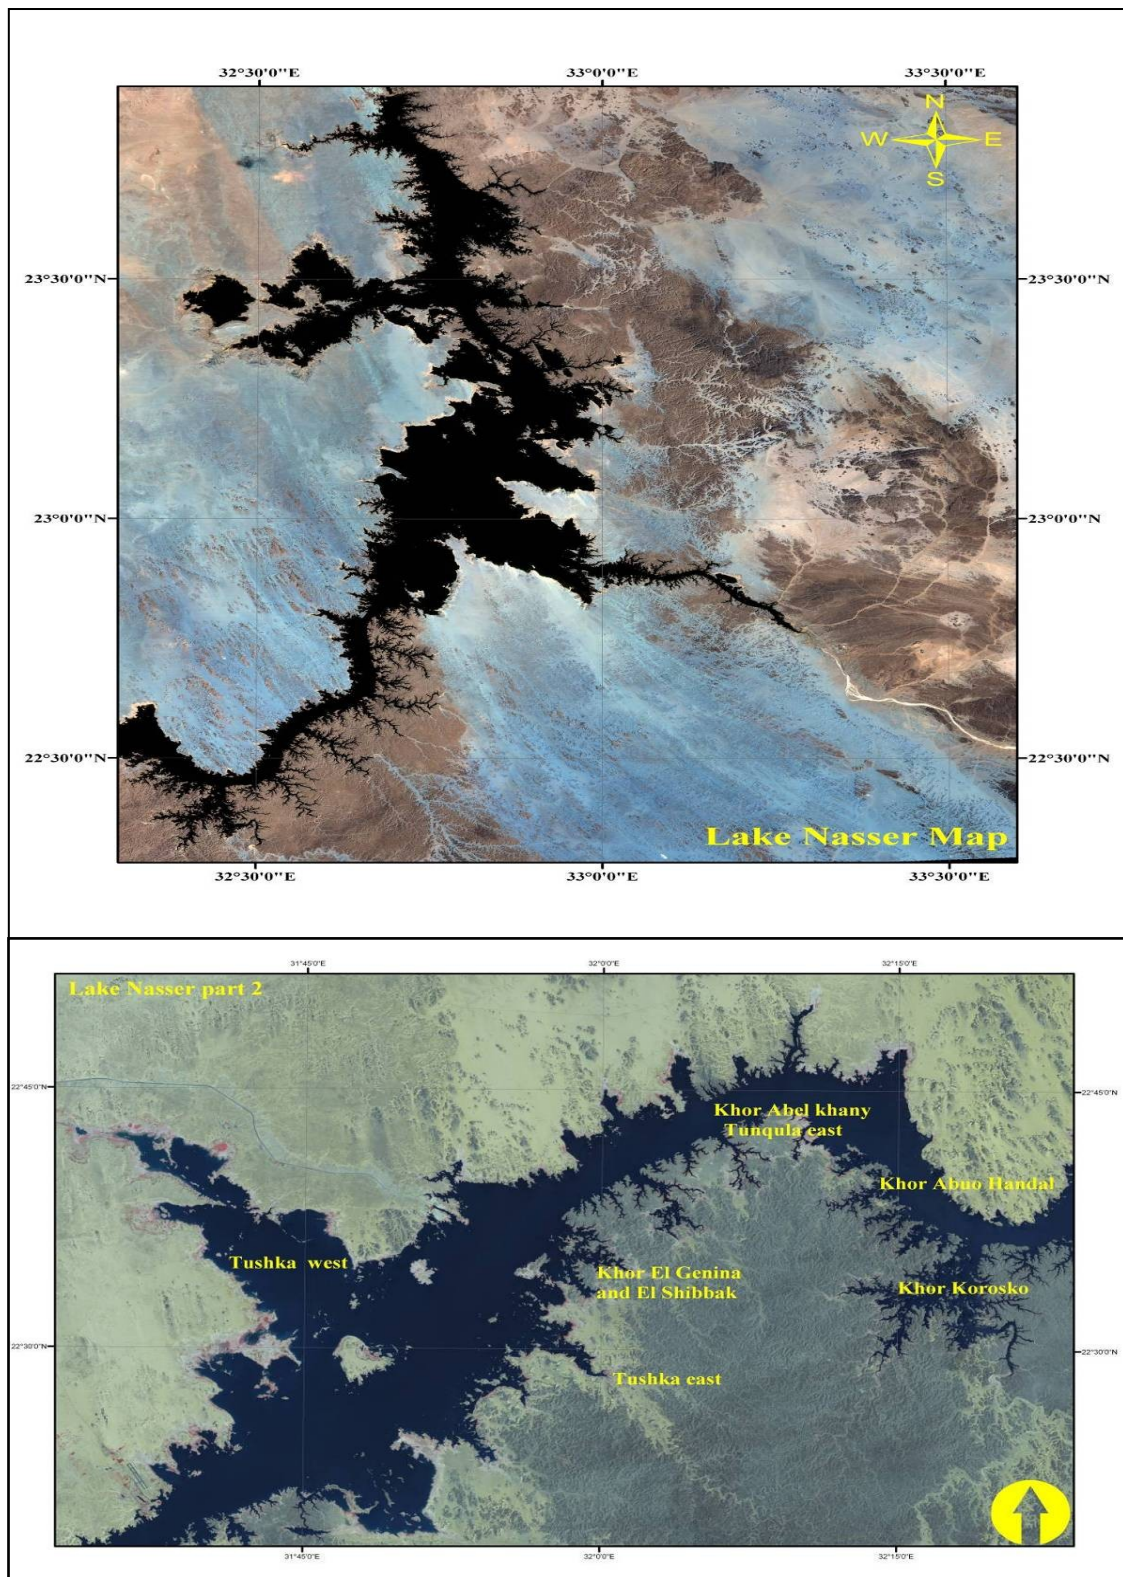 32°30'0"E 33°0'0"E 33°30'0"E
N
W E
S
23°30'0"N 23°30'0"N
23°0'0"N 23°0'0"N
22°30'0"N 22°30'0"N
Lake Nasser Map
32°30'0"E 33°0'0"E 33°30'0"E
31°45'0"E 32°0'0"E 32°15'0"E
Lake Nasser part 2
22°45'0"N 22°45'0"N
Khor Abel khany
Tunqula east
Khor Abuo Handal
Tushka west
Khor El Genina
and El Shibbak
Khor Korosko
22°30'0"N 22°30'0"N
Tushka east
31°45'0"E 32°0'0"E 32°15'0"E